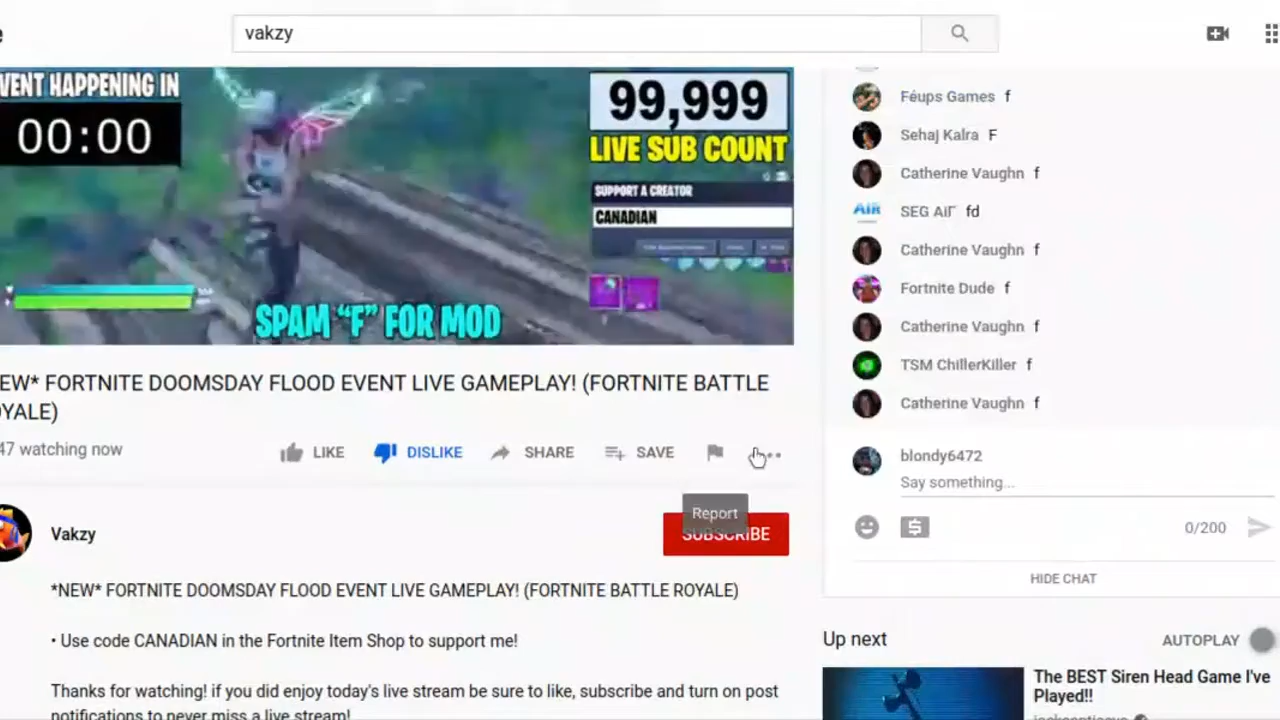 vakzy
VENT HAPPENING IN
00:00
99,999
LIVE SUB COUNT
SUPPORT A CREATOR
CANADIAN
SPAM “F” FOR MOD
EW* FORTNITE DOOMSDAY FLOOD EVENT LIVE GAMEPLAY! (FORTNITE BATTLE
OYALE)
47 watching now
LIKE
DISLIKE
SHARE
SAVE
Report
Vakzy
SUBSCRIBE
*NEW* FORTNITE DOOMSDAY FLOOD EVENT LIVE GAMEPLAY! (FORTNITE BATTLE ROYALE)
• Use code CANADIAN in the Fortnite Item Shop to support me!
Thanks for watching! if you did enjoy today's live stream be sure to like, subscribe and turn on post
notifications to never miss a live stream!
Féups Games f
Sehaj Kalra F
Catherine Vaughn f
SEG AIΓ fd
Catherine Vaughn f
Fortnite Dude f
Catherine Vaughn f
TSM ChillerKiller f
Catherine Vaughn f
blondy6472
Say something...
0/200
HIDE CHAT
Up next
AUTOPLAY
The BEST Siren Head Game I've
Played!!